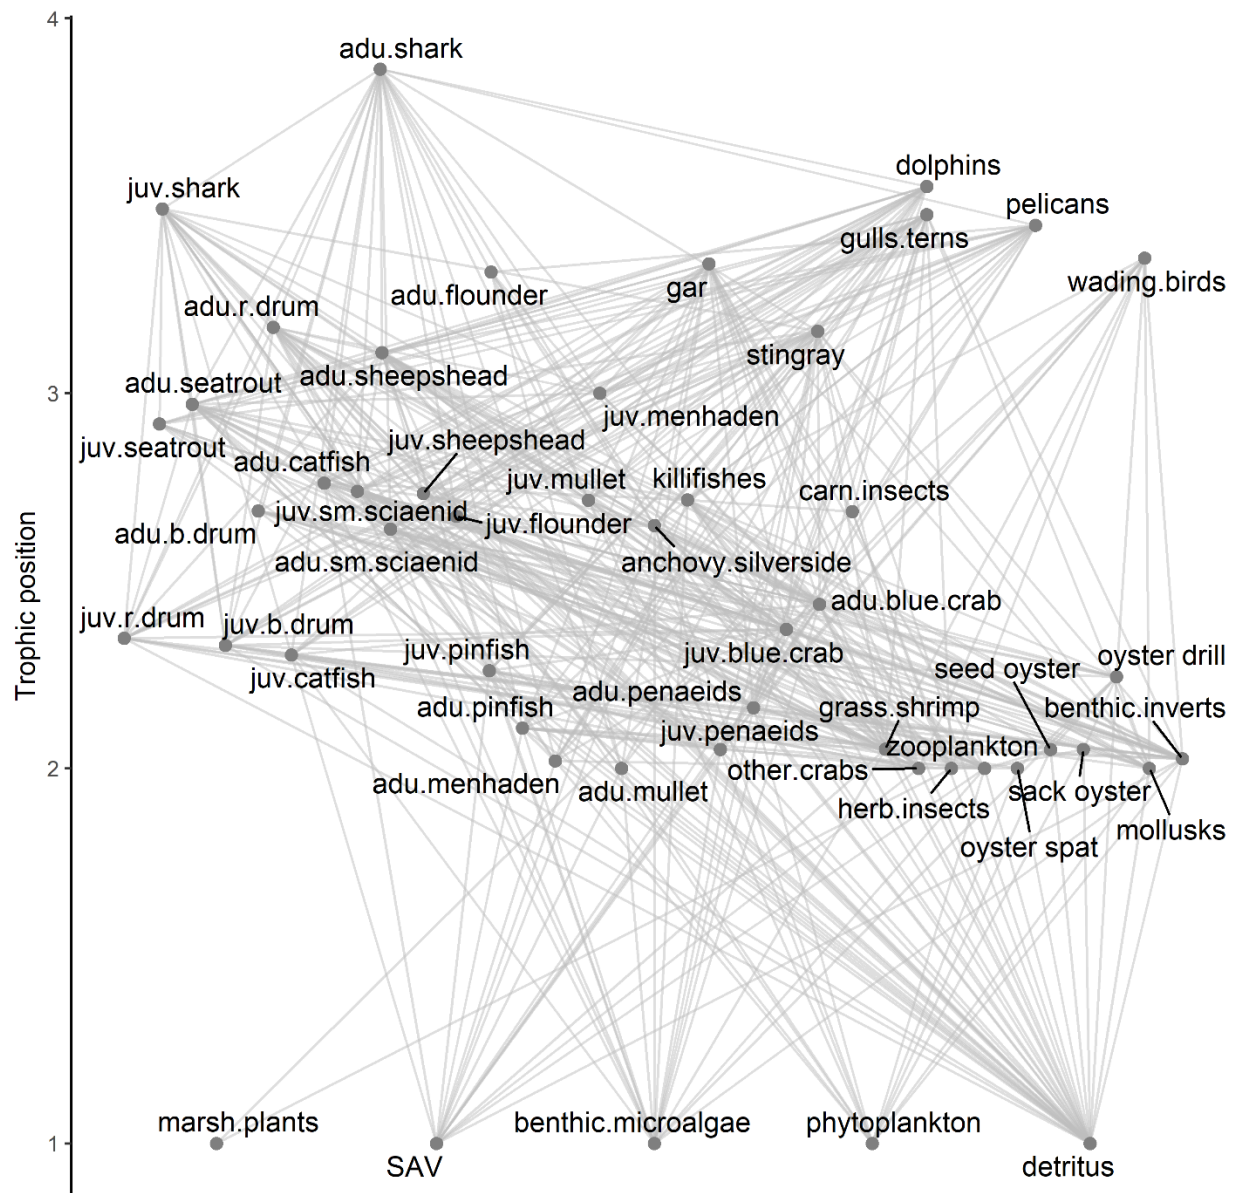 4
adu.shark
dolphins
juv.shark
pelicans
gulls.terns
wading.birds
gar
adu.flounder
adu.r.drum
stingray
adu.sheepshead
adu.seatrout
3
juv.menhaden
juv.sheepshead
juv.seatrout
adu.catfish
juv.mullet
killifishes
carn.insects
juv.sm.sciaenid
juv.flounder
adu.b.drum
adu.sm.sciaenid
anchovy.silverside
Trophic position
adu.blue.crab
juv.r.drum
juv.b.drum
juv.pinfish
juv.blue.crab
oyster drill
seed oyster
juv.catfish
adu.penaeids
adu.pinfish
grass.shrimp
benthic.inverts
juv.penaeids
zooplankton
2
other.crabs
adu.menhaden
adu.mullet
sack oyster
herb.insects
mollusks
oyster spat
marsh.plants
benthic.microalgae
phytoplankton
1
SAV
detritus